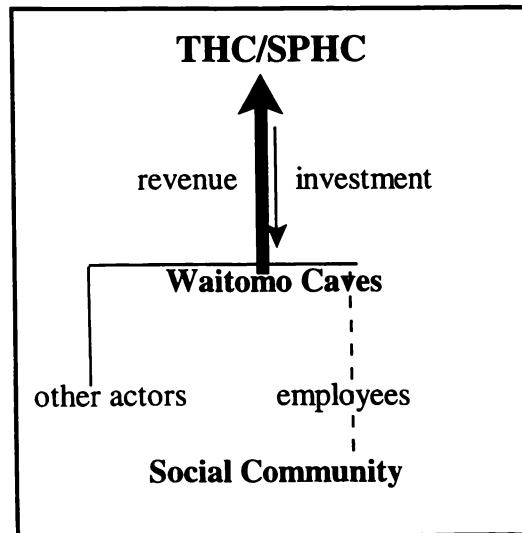 THC/SPHC
revenue investment
Waitomo Caves
other actors employees
Social Community